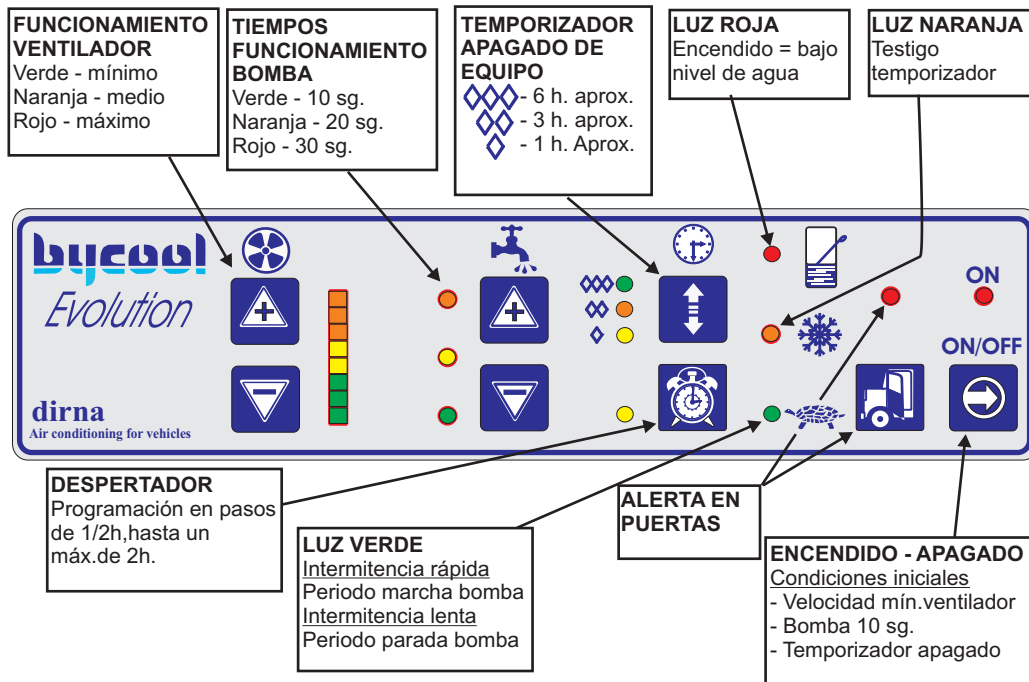 FUNCIONAMIENTO
VENTILADOR
Verde - mínimo
Naranja - medio
Rojo - máximo
TIEMPOS
FUNCIONAMIENTO
BOMBA
Verde - 10 sg.
Naranja - 20 sg.
Rojo - 30 sg.
TEMPORIZADOR
APAGADO DE
EQUIPO
- 6 h. aprox.
- 3 h. aprox.
- 1 h. Aprox.
LUZ ROJA
Encendido = bajo
nivel de agua
LUZ NARANJA
Testigo
temporizador
bycool
Evolution
dirna
Air conditioning for vehicles
ON
ON/OFF
DESPERTADOR
Programación en pasos
de 1/2h,hasta un
máx.de 2h.
LUZ VERDE
Intermitencia rápida
Periodo marcha bomba
Intermitencia lenta
Periodo parada bomba
ALERTA EN
PUERTAS
ENCENDIDO - APAGADO
Condiciones iniciales
- Velocidad mín.ventilador
- Bomba 10 sg.
- Temporizador apagado